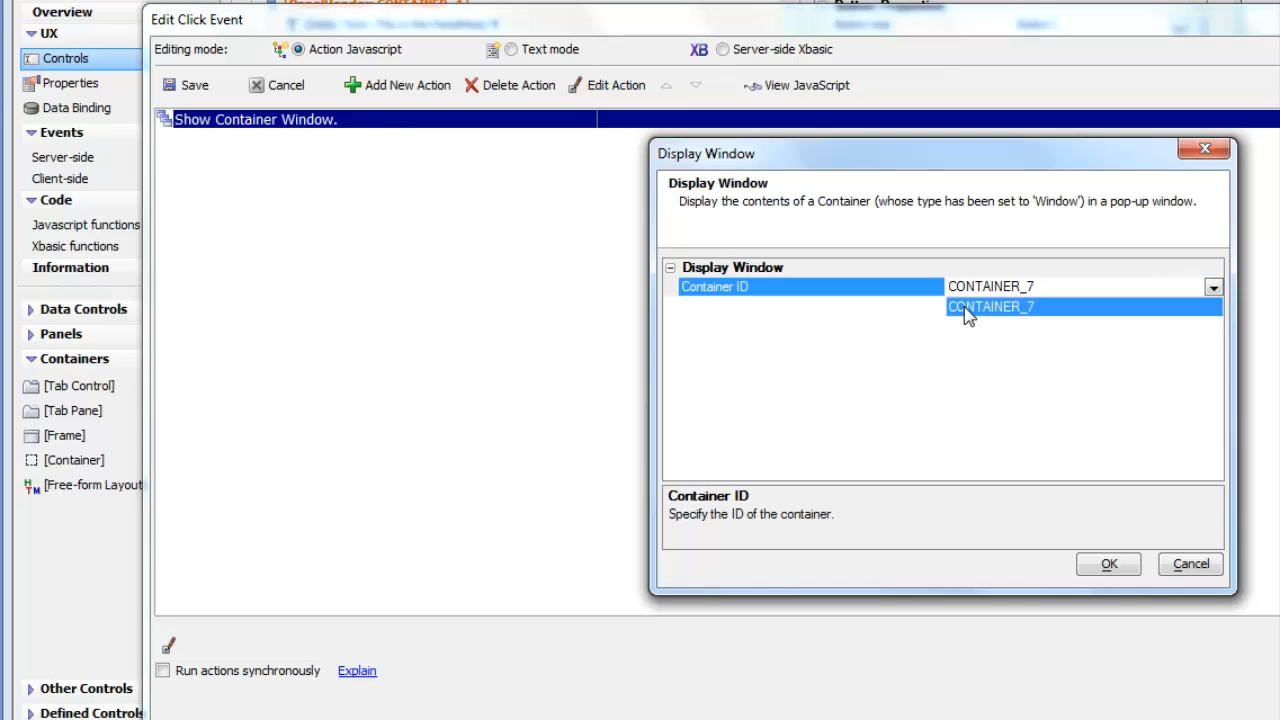 Overview
UX
Controls
Properties
Data Binding
Events
Server-side
Client-side
Code
Javascript functions
Xbasic functions
Information
Data Controls
Panels
Containers
[Tab Control]
[Tab Pane]
[Frame]
[Container]
[Free-form Layout
Other Controls
Defined Controls
Edit Click Event
Editing mode:
Action Javascript
Text mode
XB
Server-side Xbasic
Save
Cancel
Add New Action
Delete Action
Edit Action
View JavaScript
Show Container Window.
Display Window
Display Window
Display the contents of a Container (whose type has been set to 'Window') in a pop-up window.
Display Window
Container ID
CONTAINER_7
CONTAINER_7
Container ID
Specify the ID of the container.
OK
Cancel
Run actions synchronously
Explain